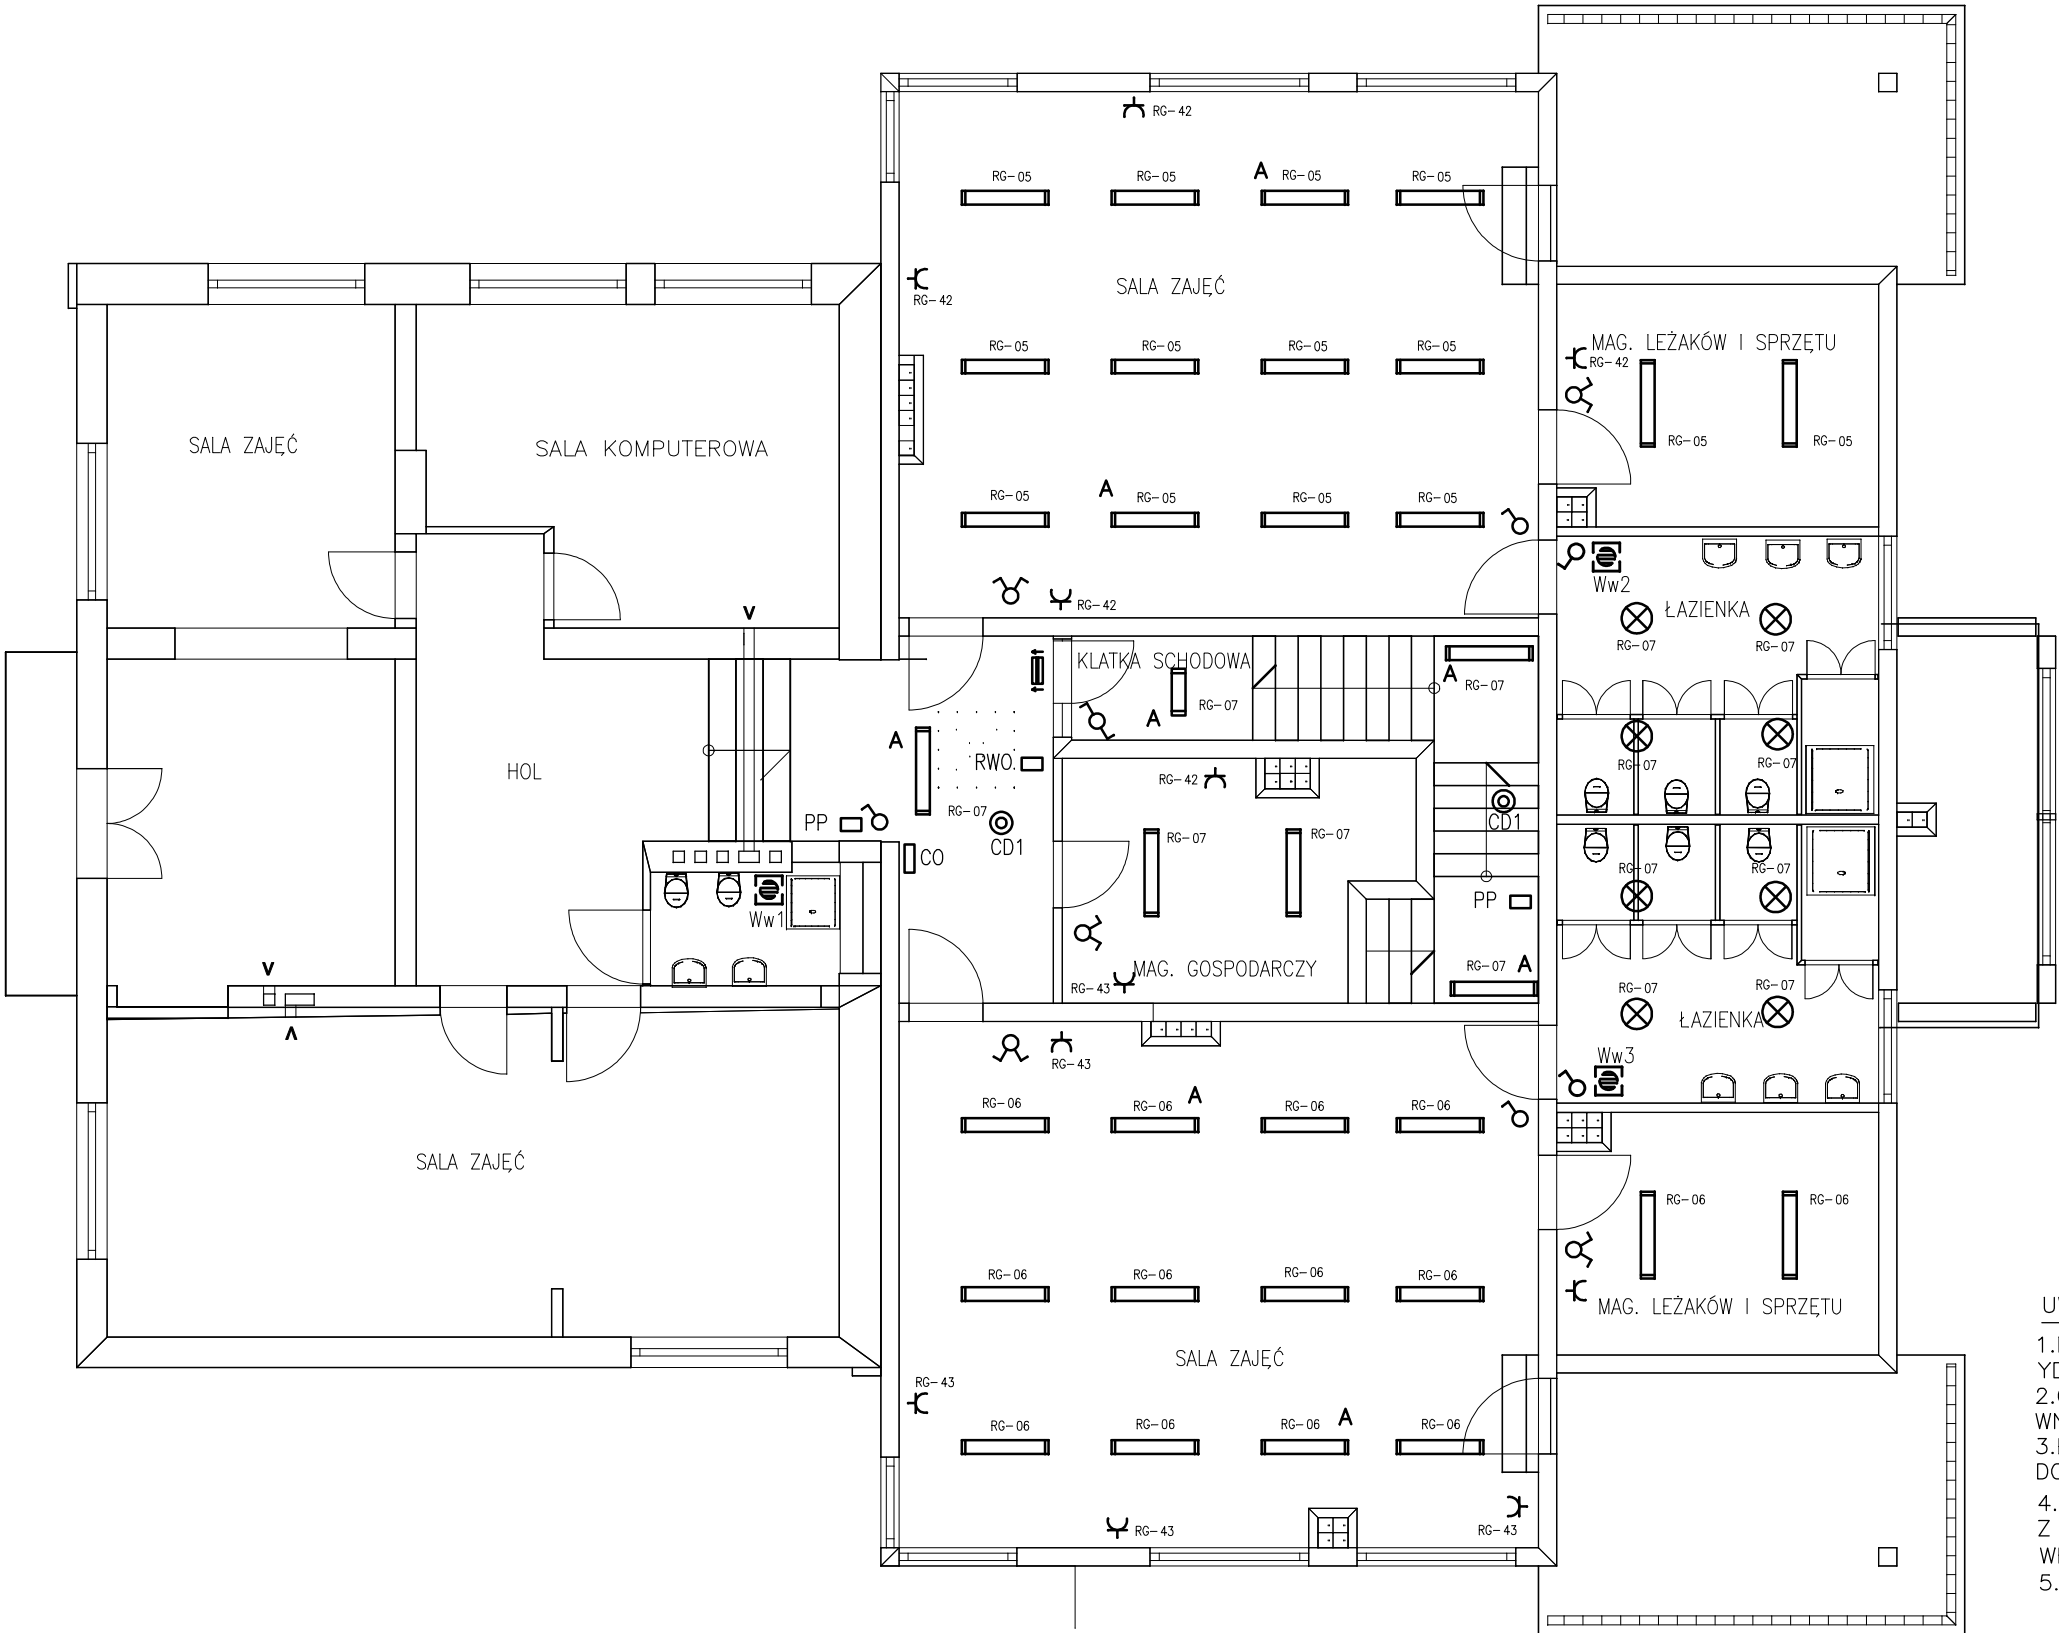 RG-42
RG-05 RG-05 A RG-05 RG-05
SALA ZAJĘĆ
RG-42
MAG. LEŻAKÓW I SPRZĘTU
RG-05 RG-05 RG-05 RG-05
RG-42
RG-05 RG-05
SALA ZAJĘĆ
SALA KOMPUTEROWA
A
RG-05 RG-05 RG-05 RG-05
Ww2
RG-42
ŁAZIENKA
RG-07 RG-07
KLATKA SCHODOWA
A RG-07
RG-07
A
A
HOL
RWO.
RG-42
RG-07 RG-07
RG-07
PP
CD1
CD1
RG-07 RG-07
CO
RG-07 RG-07
PP
Ww1
RG-07 A
MAG. GOSPODARCZY
RG-43
RG-07 RG-07
ŁAZIENKA
Ww3
RG-43
A
RG-06 RG-06 RG-06 RG-06
SALA ZAJĘĆ
RG-06 RG-06
RG-06 RG-06 RG-06 RG-06
MAG. LEŻAKÓW I SPRZĘTU
SALA ZAJĘĆ
RG-43
RG-06 RG-06 RG-06 A RG-06
RG-43
RG-43
1.
2.
3.
4.
Z
5.